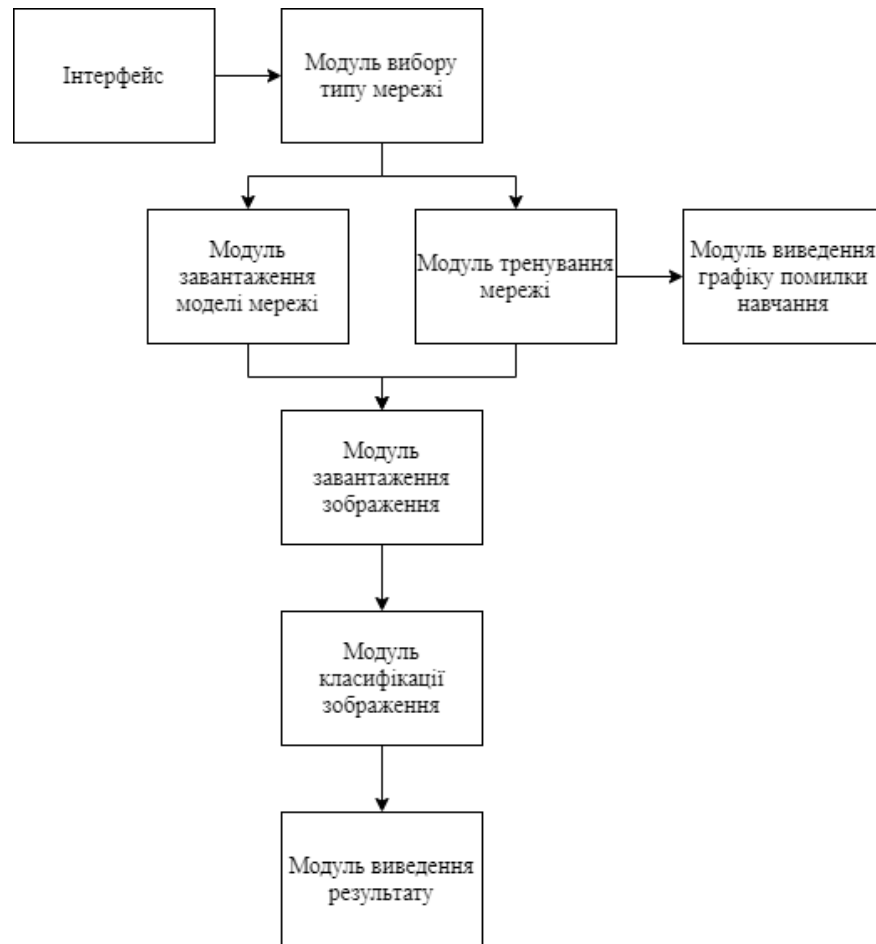 Інтерфейс
Модуль вибору
типу мережі
Модуль
завантаження
моделі мережі
Модуль тренування
мережі
Модуль виведення
графіку помилки
навчання
Модуль
завантаження
зображення
Модуль
класифікації
зображення
Модуль виведення
результату